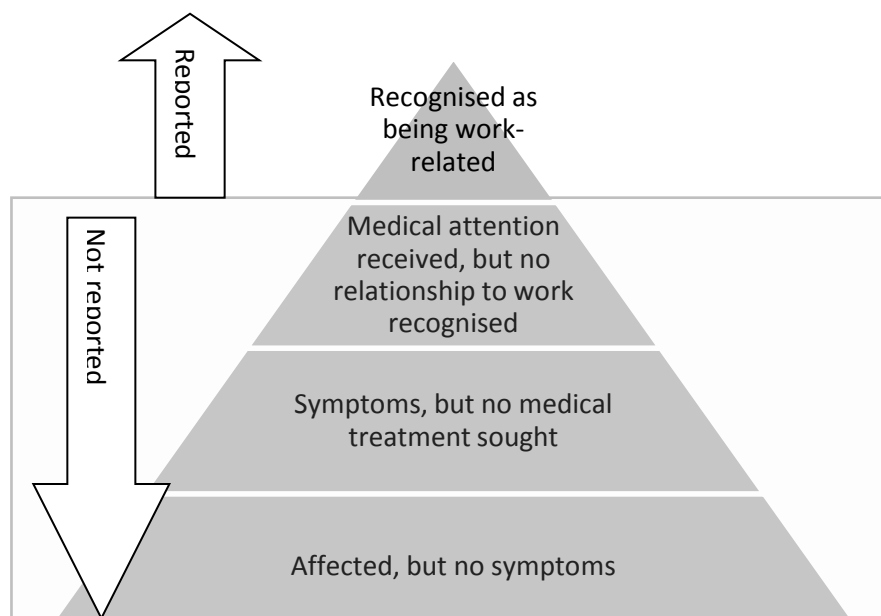 Reported
Recognised as
being work-
related
Not reported
Medical attention
received, but no
relationship to work
recognised
Symptoms, but no medical
treatment sought
Affected, but no symptoms